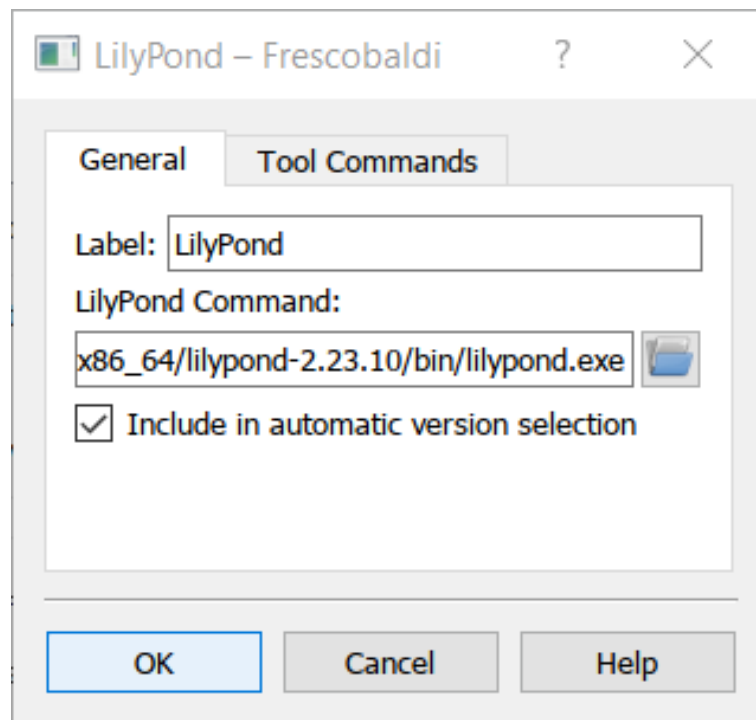 LilyPond – Frescobaldi ?
General Tool Commands
Label: LilyPond
LilyPond Command:
x86_64/lilypond-2.23.10/bin/lilypond.exe
Include in automatic version selection
OK Cancel Help